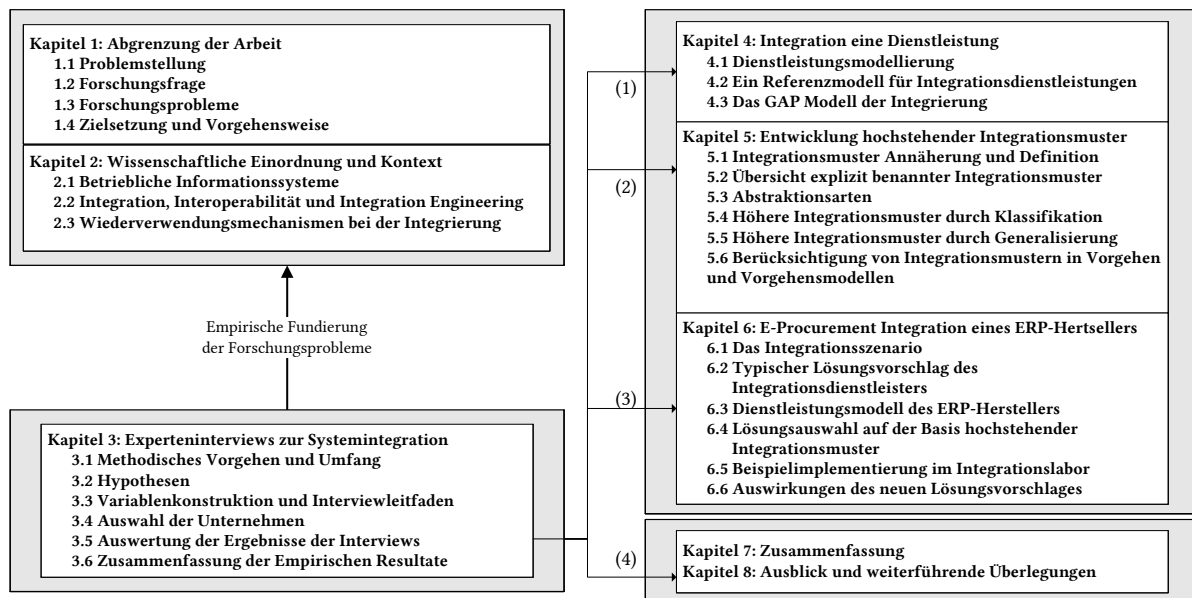 Kapitel 1: Abgrenzung der Arbeit
1.1 Problemstellung
1.2 Forschungsfrage
1.3 Forschungsprobleme
1.4 Zielsetzung und Vorgehensweise
Kapitel 2: Wissenschaftliche Einordnung und Kontext
2.1 Betriebliche Informationssysteme
2.2 Integration, Interoperabilität und Integration Engineering
2.3 Wiederverwendungsmechanismen bei der Integrierung
Empirische Fundierung
der Forschungsprobleme
Kapitel 3: Experteninterviews zur Systemintegration
3.1 Methodisches Vorgehen und Umfang
3.2 Hypothesen
3.3 Variablenkonstruktion und Interviewleitfaden
3.4 Auswahl der Unternehmen
3.5 Auswertung der Ergebnisse der Interviews
3.6 Zusammenfassung der Empirischen Resultate
(1)
(2)
(3)
(4)
Kapitel 4: Integration eine Dienstleistung
4.1 Dienstleistungsmodellierung
4.2 Ein Referenzmodell für Integrationsdienstleistungen
4.3 Das GAP Modell der Integrierung
Kapitel 5: Entwicklung hochstehender Integrationsmuster
5.1 Integrationsmuster Annäherung und Definition
5.2 Übersicht explizit benannter Integrationsmuster
5.3 Abstraktionsarten
5.4 Höhere Integrationsmuster durch Klassifikation
5.5 Höhere Integrationsmuster durch Generalisierung
5.6 Berücksichtigung von Integrationsmustern in Vorgehen
und Vorgehensmodellen
Kapitel 6: E-Procurement Integration eines ERP-Hertsellers
6.1 Das Integrationsszenario
6.2 Typischer Lösungsvorschlag des
Integrationsdienstleisters
6.3 Dienstleistungsmodell des ERP-Herstellers
6.4 Lösungsauswahl auf der Basis hochstehender
Integrationsmuster
6.5 Beispielimplementierung im Integrationslabor
6.6 Auswirkungen des neuen Lösungsvorschlages
Kapitel 7: Zusammenfassung
Kapitel 8: Ausblick und weiterführende Überlegungen